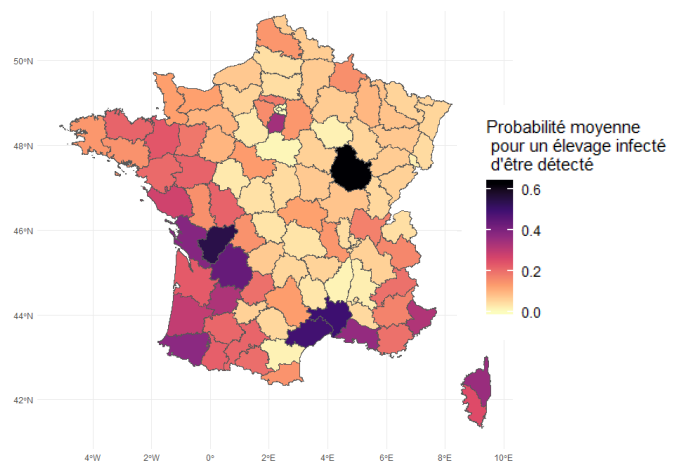 50°N
48°N
46°N
44°N
42°N
4°W 2°W 0° 2°E 4°E 6°E 8°E 10°E
Probabilité moyenne
pour un élevage infecté
d'être détecté
0.6
0.4
0.2
0.0